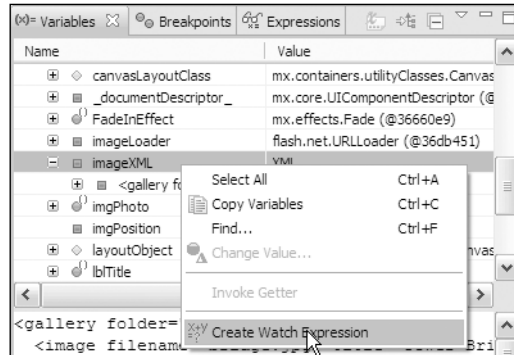 (x)= Variables Breakpoints Expressions
Name Value
canvasLayoutClass mx.containers.utilityClasses.Canvas
_documentDescriptor_ mx.core.UIComponentDescriptor (@
FadeInEffect mx.effects.Fade (@36660e9)
imageLoader flash.net.URLLoader (@36db451)
imageXML XML
<gallery fo
imgPhoto
imgPosition
layoutObject nvas
lblTitle
Select All Ctrl+A
Copy Variables Ctrl+C
Find... Ctrl+F
Change Value...
Invoke Getter
Create Watch Expression
<gallery folder=
<image filename